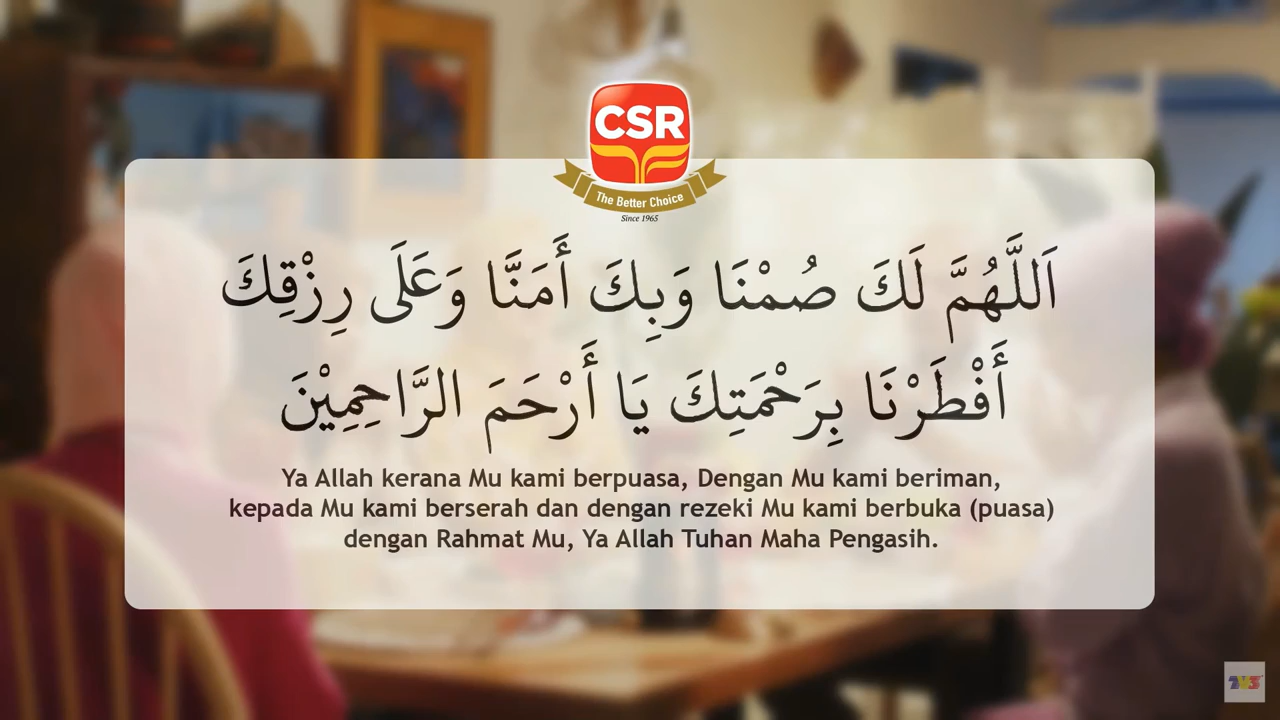 CSR
The Better Choice
Since 1965
اَللَّهُمَّ لَكَ صُمْنَا وَبِكَ أَمَنَّا وَعَلَى رِزْقِكَ
أَفْطَرْنَا بِرَحْمَتِكَ يَا أَرْحَمَ الرَّاحِمِيْنَ
Ya Allah kerana Mu kami berpuasa, Dengan Mu kami beriman,
kepada Mu kami berserah dan dengan rezeki Mu kami berbuka (puasa)
dengan Rahmat Mu, Ya Allah Tuhan Maha Pengasih.
TV3